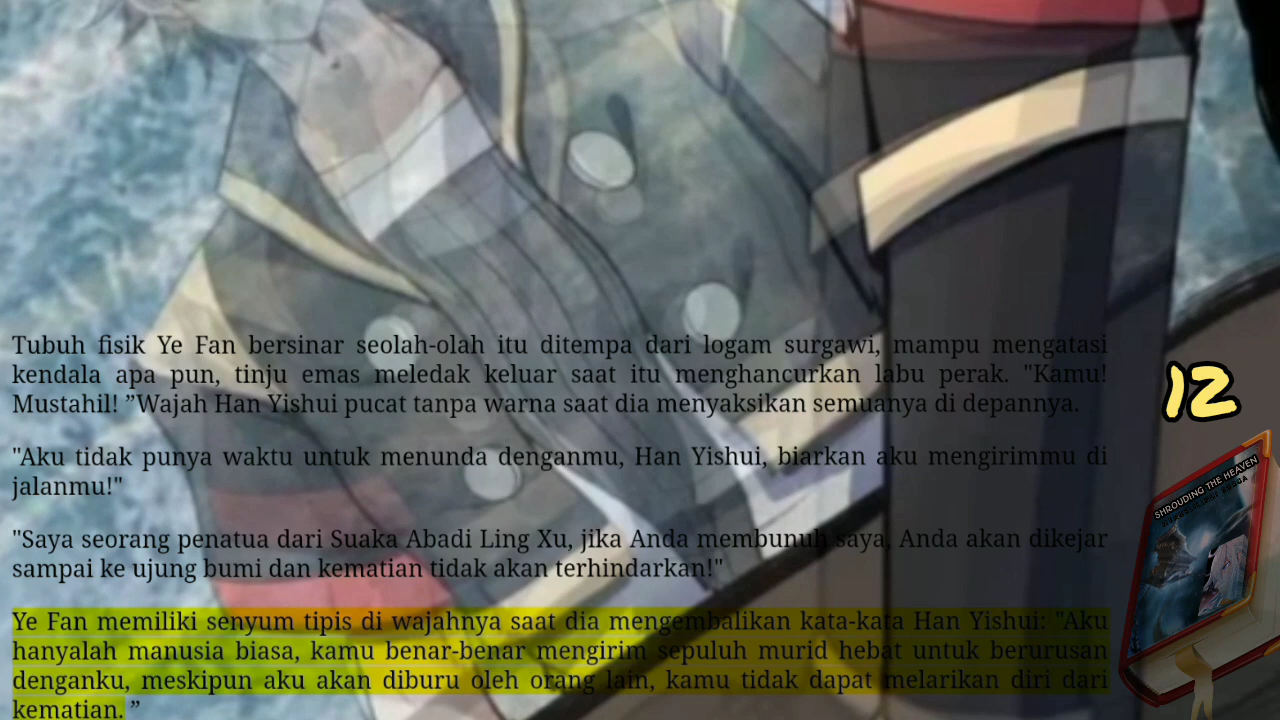 Tubuh fisik Ye Fan bersinar seolah-olah itu ditempa dari logam surgawi, mampu mengatasi
kendala apa pun, tinju emas meledak keluar saat itu menghancurkan labu perak. "Kamu!
Mustahil! ”Wajah Han Yishui pucat tanpa warna saat dia menyaksikan semuanya di depannya.
"Aku tidak punya waktu untuk menunda denganmu, Han Yishui, biarkan aku mengirimmu di
jalanmu!"
"Saya seorang penatua dari Suaka Abadi Ling Xu, jika Anda membunuh saya, Anda akan dikejar
sampai ke ujung bumi dan kematian tidak akan terhindarkan!"
Ye Fan memiliki senyum tipis di wajahnya saat dia mengembalikan kata-kata Han Yishui: "Aku
hanyalah manusia biasa, kamu benar-benar mengirim sepuluh murid hebat untuk berurusan
denganku, meskipun aku akan diburu oleh orang lain, kamu tidak dapat melarikan diri dari
kematian. ”
12
SHROUDING THE HEAVEN